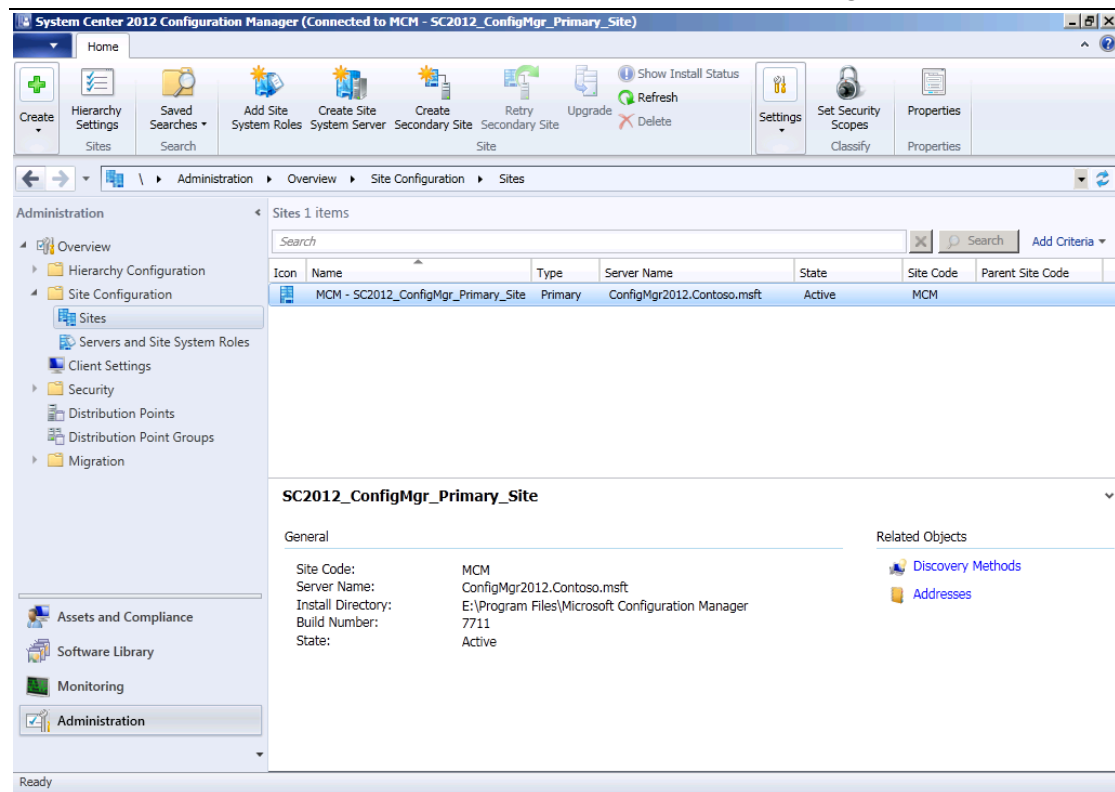 System Center 2012 Configuration Manager (Connected to MCM - SC2012_ConfigMgr_Primary_Site)
Home
Create
Hierarchy Settings
Saved Searches
Add Site System Roles
Create Site System Server
Create Secondary Site
Retry Secondary Site
Upgrade
Show Install Status
Refresh
Delete
Settings
Set Security Scopes
Properties
Sites Search Site Classify Properties
\ Administration Overview Site Configuration Sites
Administration
Overview
Hierarchy Configuration
Site Configuration
Sites
Servers and Site System Roles
Client Settings
Security
Distribution Points
Distribution Point Groups
Migration
Assets and Compliance
Software Library
Monitoring
Administration
Sites 1 items
Search Search Add Criteria
Icon Name Type Server Name State Site Code Parent Site Code
MCM - SC2012_ConfigMgr_Primary_Site Primary ConfigMgr2012.Contoso.msft Active MCM
SC2012_ConfigMgr_Primary_Site
General
Site Code: MCM
Server Name: ConfigMgr2012.Contoso.msft
Install Directory: E:\Program Files\Microsoft Configuration Manager
Build Number: 7711
State: Active
Related Objects
Discovery Methods
Addresses
Ready